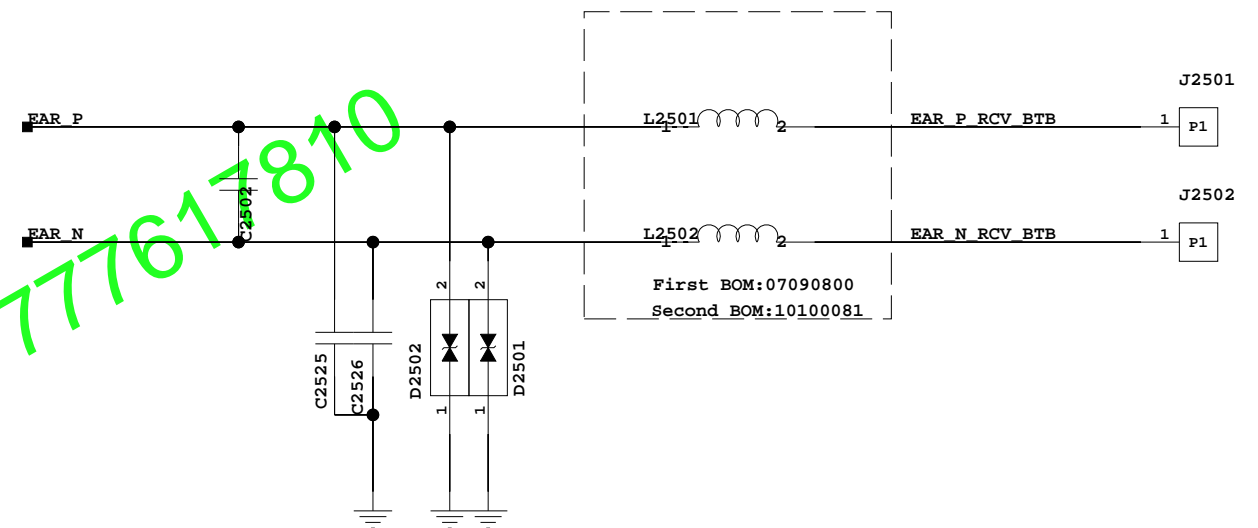 J2501
EAR_P
L2501
1
2
EAR_P_RCV_BTB
1
P1
777617810
C2502
J2502
EAR_N
L2502
1
2
EAR_N_RCV_BTB
1
P1
First BOM:07090800
Second BOM:10100081
2
2
C2525
C2526
D2502
D2501
1
1